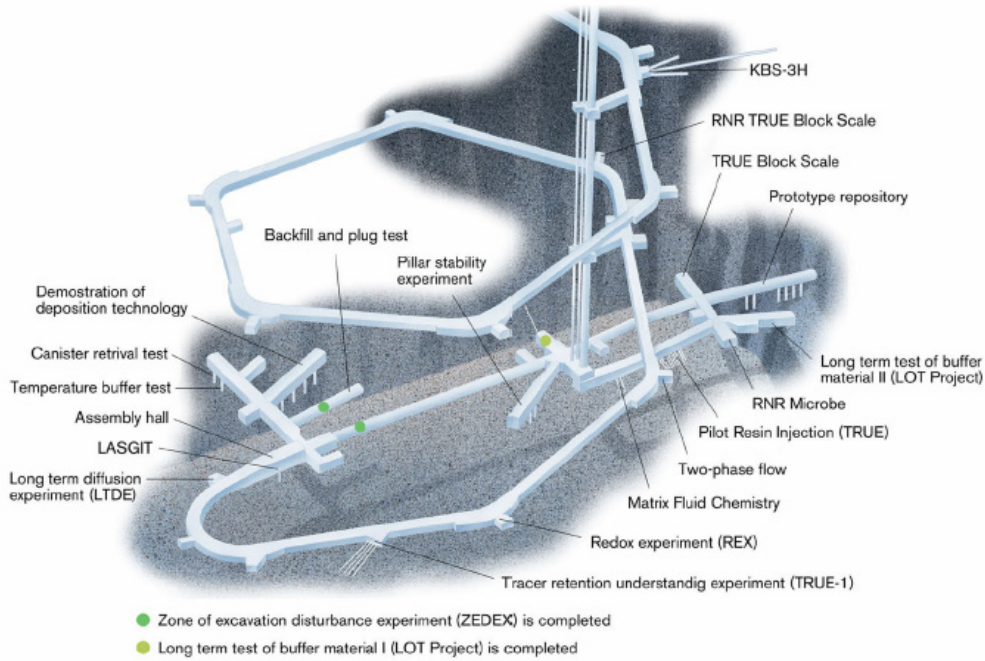 KBS-3H
RNR TRUE Block Scale
TRUE Block Scale
Prototype repository
Backfill and plug test
Pillar stability
experiment
Demostration of
deposition technology
Canister retrival test
Temperature buffer test
Assembly hall
LASGIT
Long term diffusion
experiment (LTDE)
Long term test of buffer
material II (LOT Project)
RNR Microbe
Pilot Resin Injection (TRUE)
Two-phase flow
Matrix Fluid Chemistry
Redox experiment (REX)
Tracer retention understandig experiment (TRUE-1)
Zone of excavation disturbance experiment (ZEDEX) is completed
Long term test of buffer material I (LOT Project) is completed